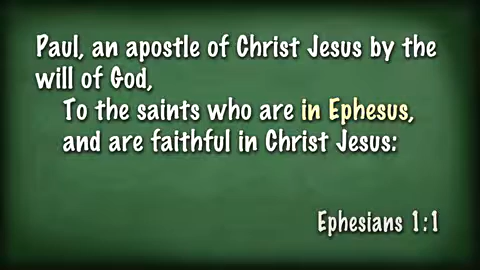 Paul, an apostle of Christ Jesus by the
will of God,
To the saints who are in Ephesus,
and are faithful in Christ Jesus:
Ephesians 1:1